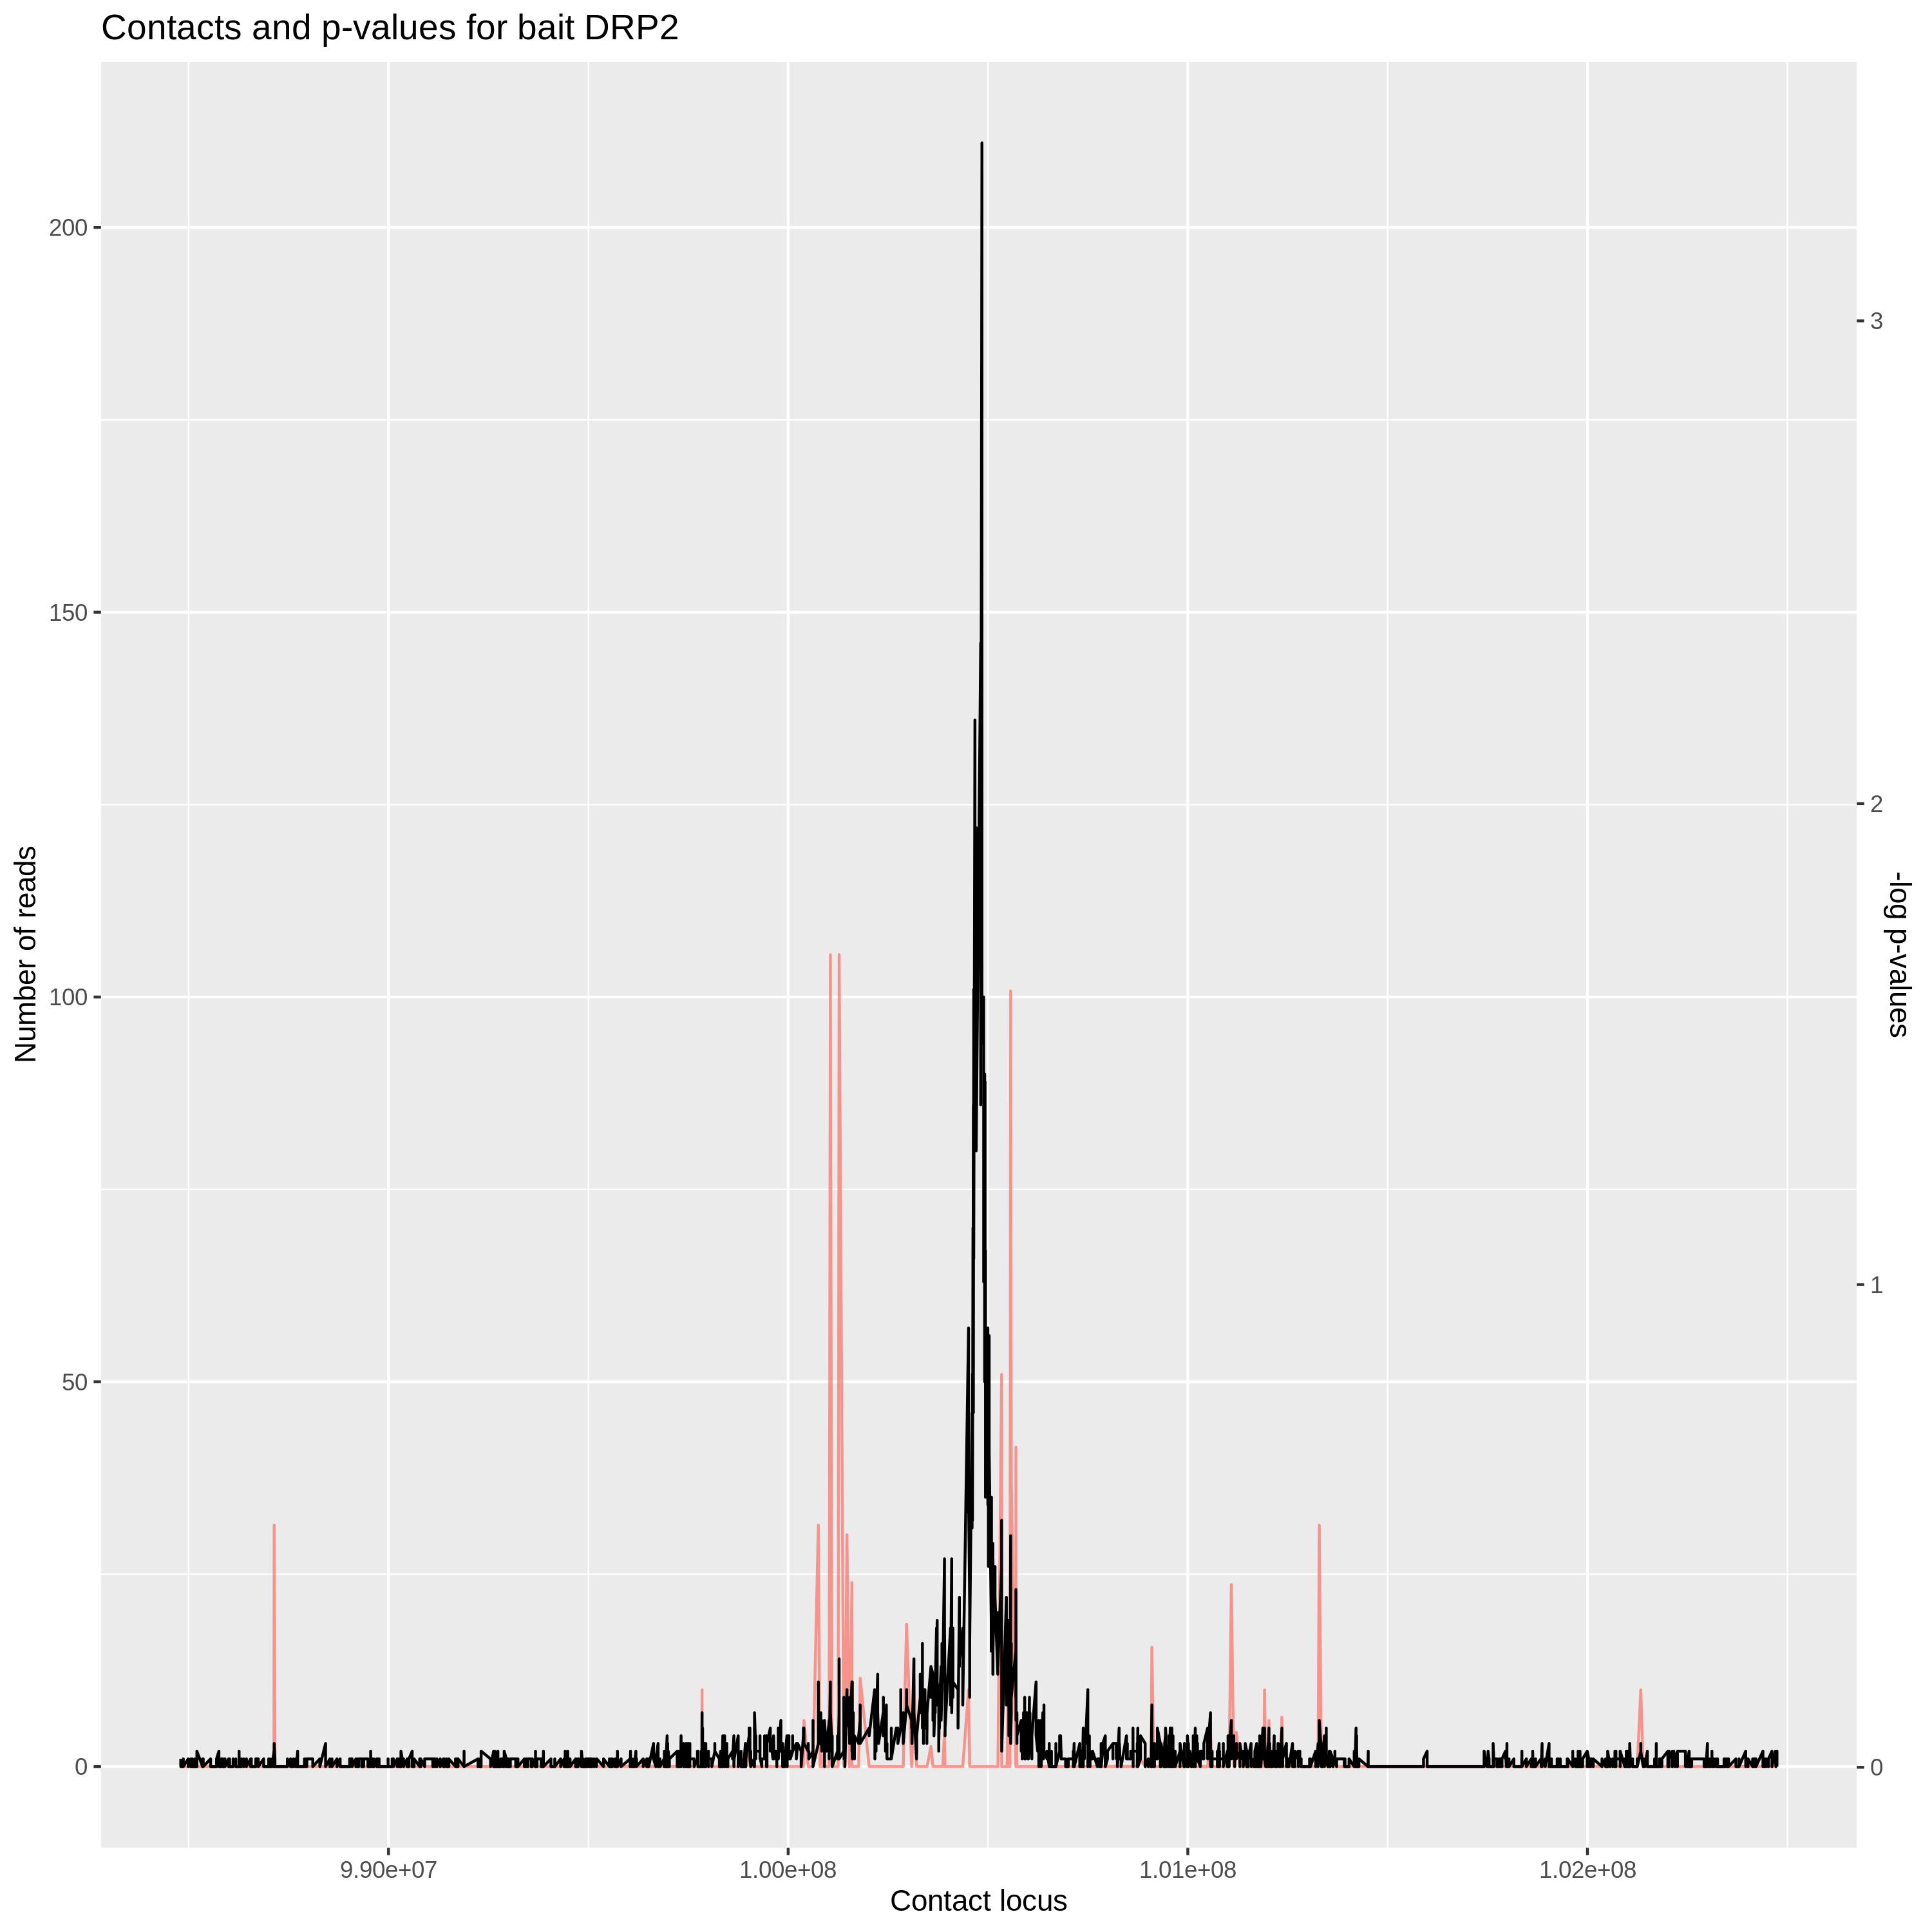 Contacts and p-values for bait DRP2
Number of reads
200
150
100
50
0
3
2
1
0
-log p-values
9.90e+07
1.00e+08
1.01e+08
1.02e+08
Contact locus